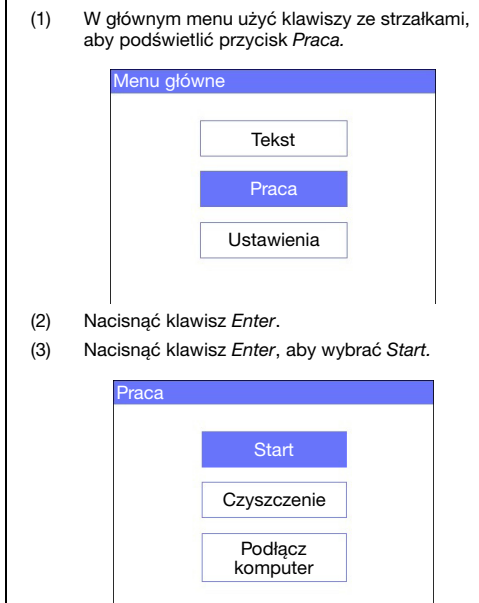 (1) W głównym menu użyć klawiszy ze strzałkami,
aby podświetlić przycisk Praca.
Menu główne
Tekst
Praca
Ustawienia
(2) Nacisnąć klawisz Enter.
(3) Nacisnąć klawisz Enter, aby wybrać Start.
Praca
Start
Czyszczenie
Podłącz
komputer